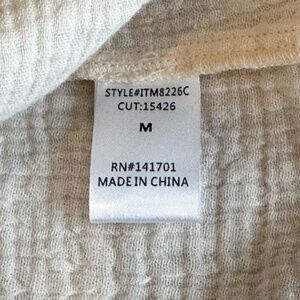 STYLE#ITM8226C
CUT:15426
M
RN#141701
MADE IN CHINA